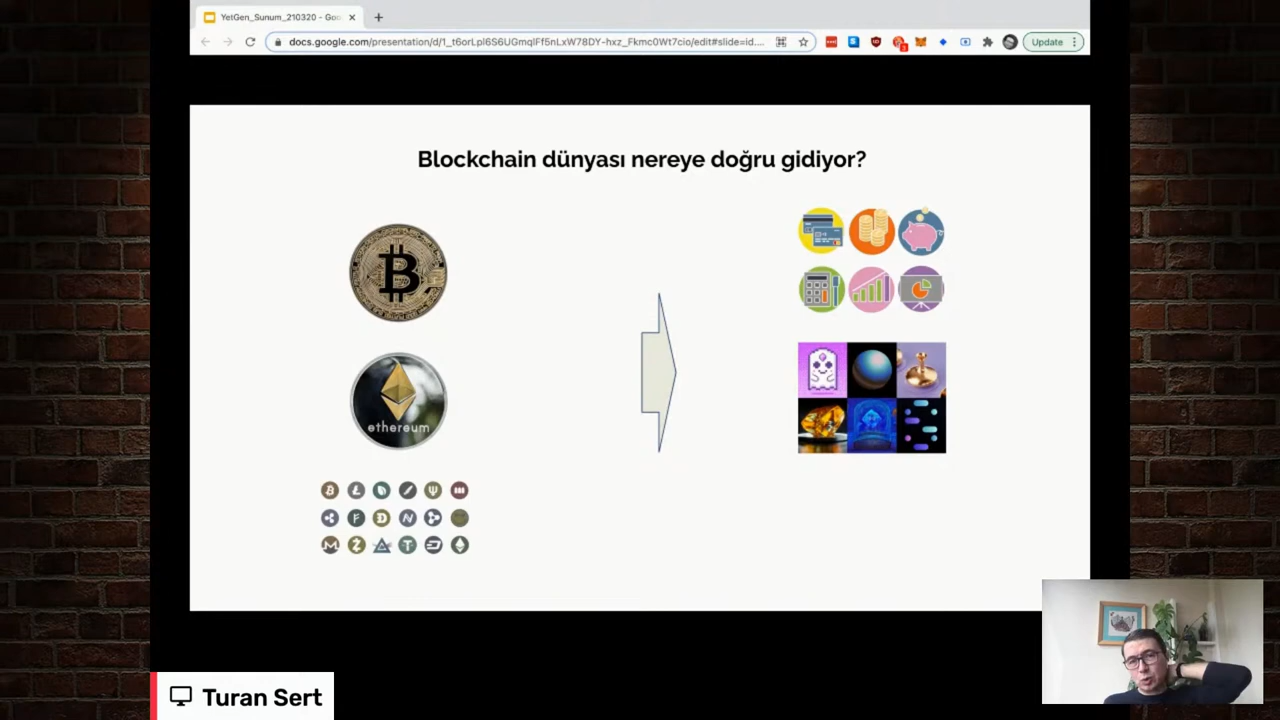 YetGen_Sunum_210320 - Goo
docs.google.com/presentation/d/1_t6orLpl6S6UGmqlFf5nLxW78DY-hxz_Fkmc0Wt7cio/edit#slide=id....
Update
Blockchain dünyası nereye doğru gidiyor?
ethereum
Turan Sert